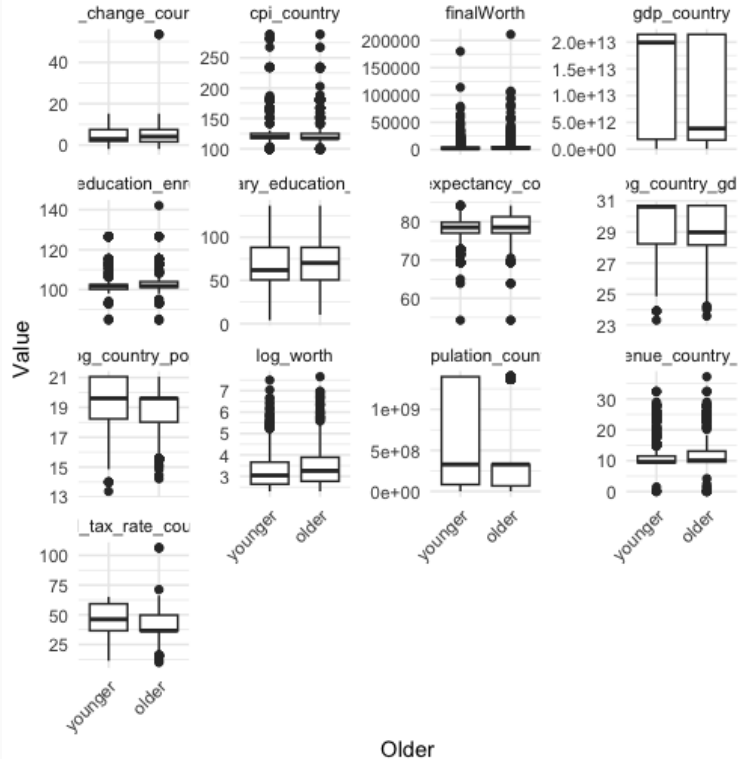 _change_cour
cpi_country
finalWorth
gdp_country
40
20
0
250
200
150
100
200000
150000
100000
50000
0
2.0e+13
1.5e+13
1.0e+13
5.0e+12
0.0e+00
education_enr
ary_education_
expectancy_co
og_country_gd
140
120
100
100
50
0
80
70
60
31
29
27
25
23
og_country_po
log_worth
pulation_coun
enue_country_
21
19
17
15
13
7
6
5
4
3
1e+09
5e+08
0e+00
30
20
10
0
younger
older
younger
older
younger
older
_tax_rate_cou
100
75
50
25
younger
older
Value
Older